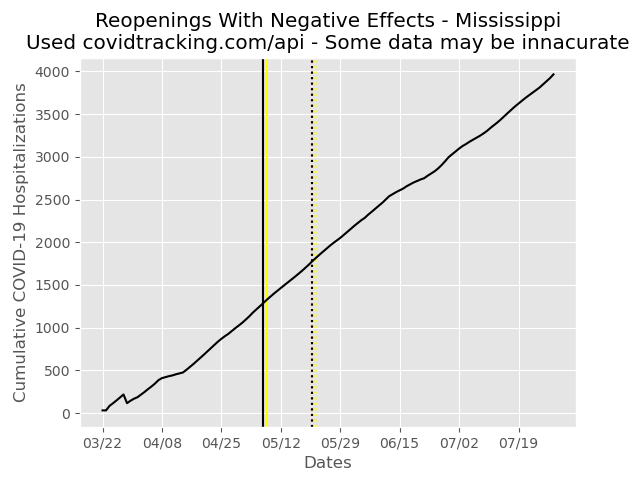 Reopenings With Negative Effects - Mississippi
Used covidtracking.com/api - Some data may be innacurate
Cumulative COVID-19 Hospitalizations
4000
3500
3000
2500
2000
1500
1000
500
0
03/22 04/08 04/25 05/12 05/29 06/15 07/02 07/19
Dates